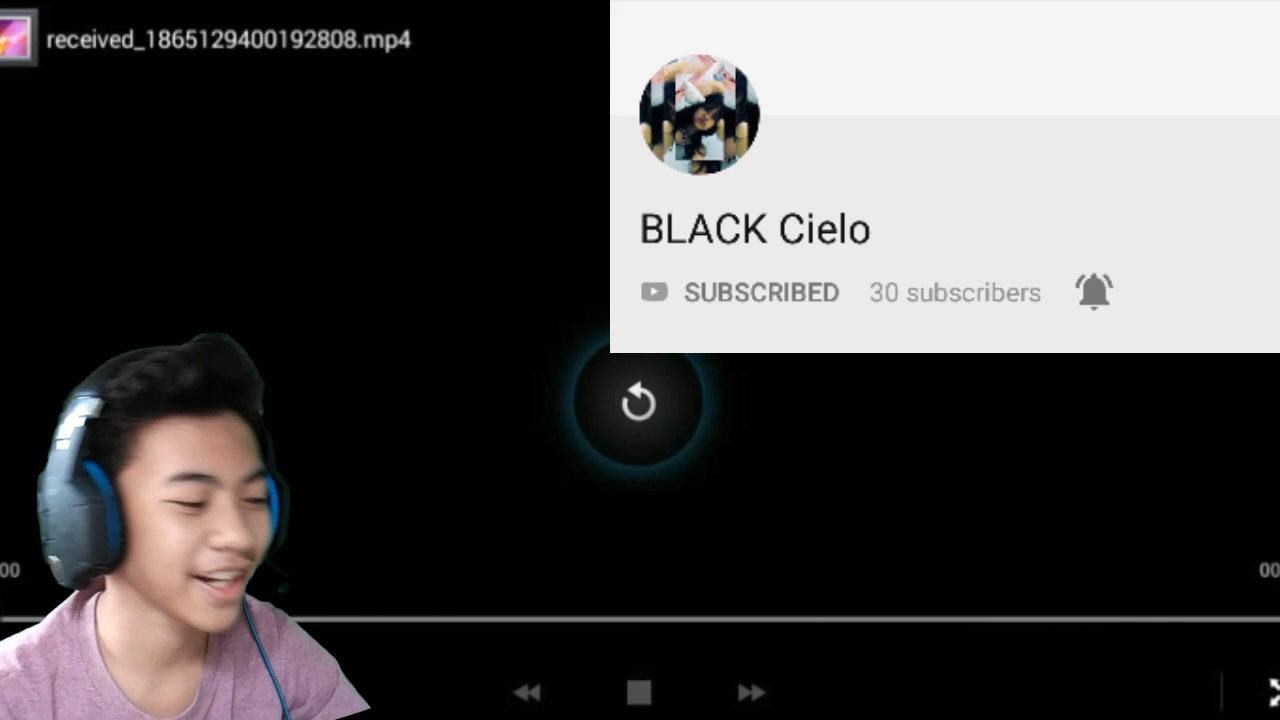 received_1865129400192808.mp4
BLACK Cielo
SUBSCRIBED 30 subscribers
00
00